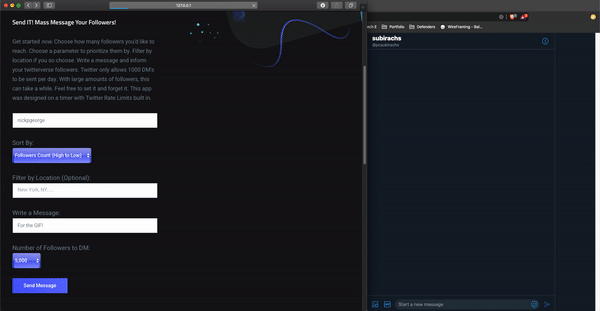 127.0.0.1
Send IT! Mass Message Your Followers!
Get started now. Choose how many followers you'd like to
reach. Choose a parameter to prioritize them by. Filter by
location if you so choose. Write a message and inform
your twitterverse followers. Twitter only allows 1000 DM's
to be sent per day. With large amounts of followers, this
can take a while. Feel free to set it and forget it. This app
was designed on a timer with Twitter Rate Limits built in.
nickpgeorge
Sort By:
Followers Count (High to Low)
Filter by Location (Optional):
New York, NY, ...
Write a Message:
For the GIF!
Number of Followers to DM:
5,000
Send Message
Portfolio
Defenders
Wireframing - Bal...
subirachs
Start a new message